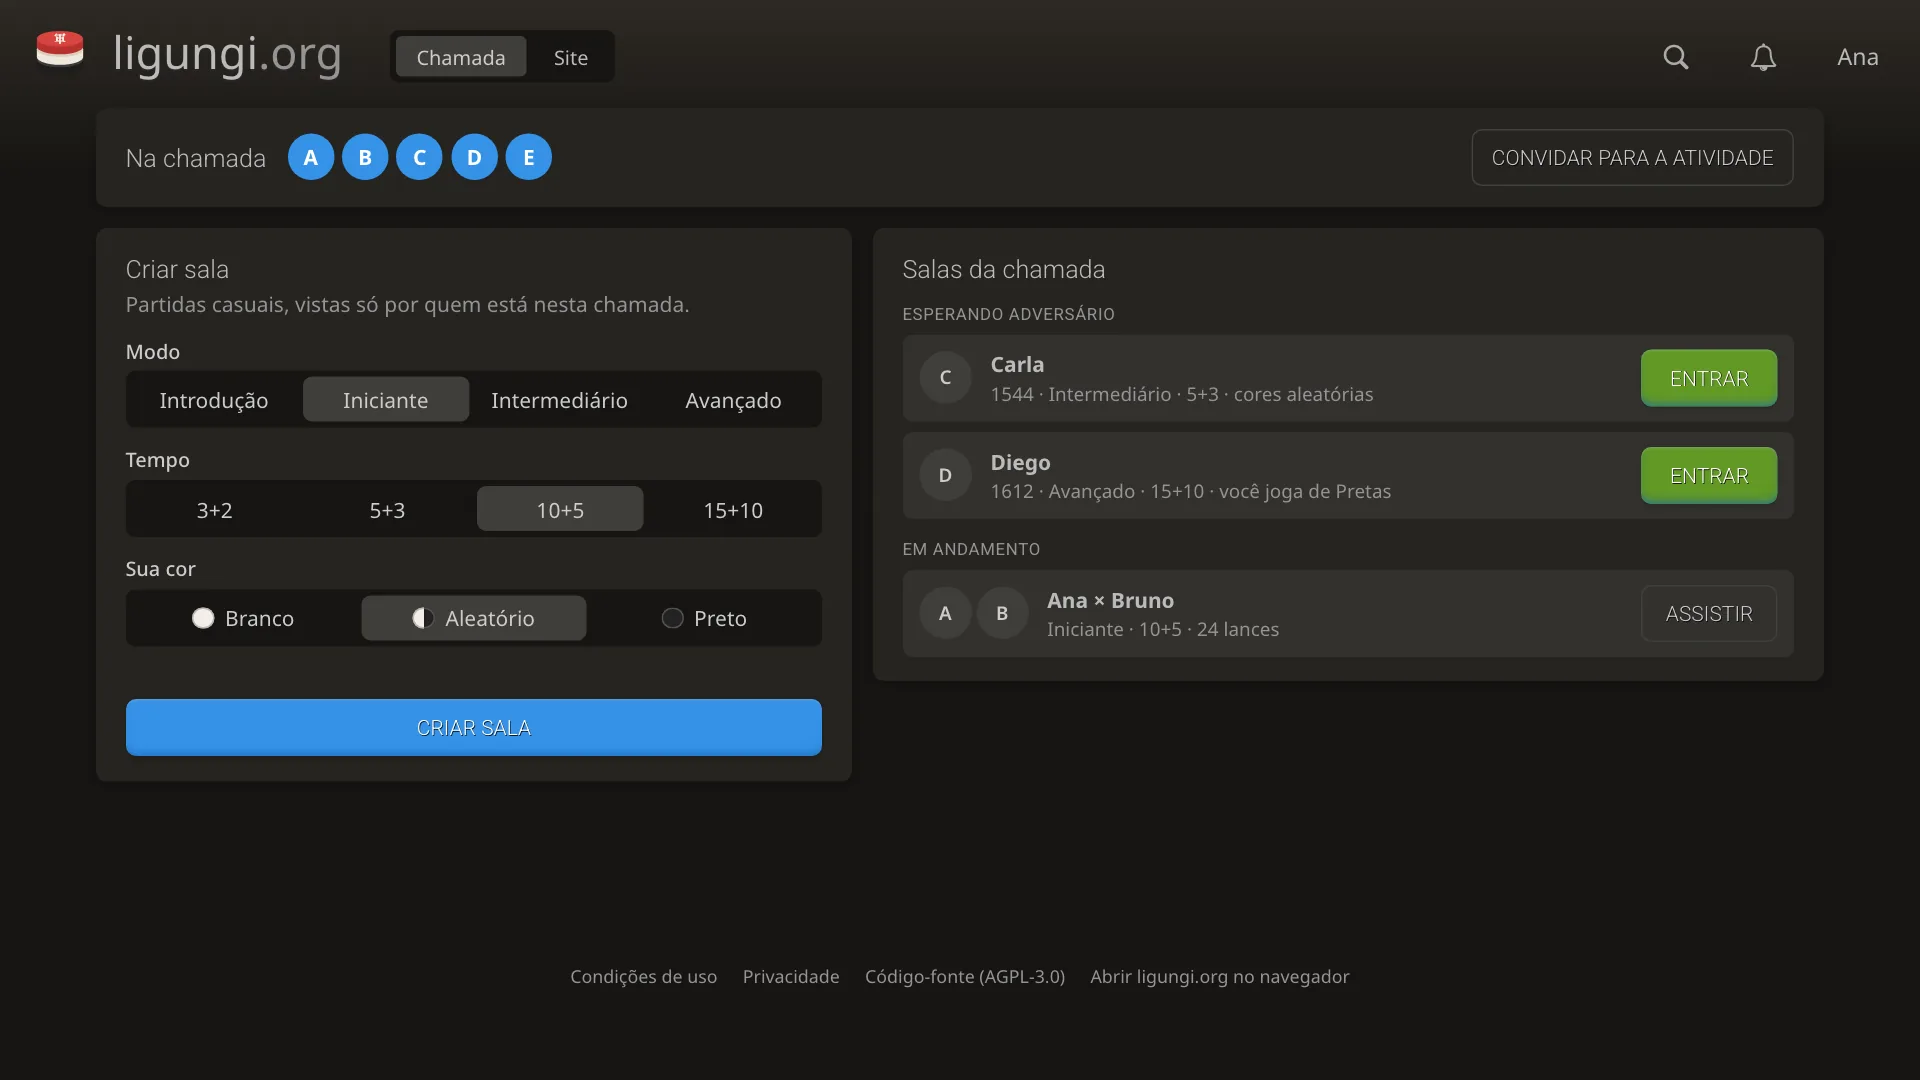 ligungi.org
Chamada
Site
Ana
Na chamada
A
B
C
D
E
CONVIDAR PARA A ATIVIDADE
Criar sala
Partidas casuais, vistas só por quem está nesta chamada.
Modo
Introdução
Iniciante
Intermediário
Avançado
Tempo
3+2
5+3
10+5
15+10
Sua cor
Branco
Aleatório
Preto
CRIAR SALA
Salas da chamada
ESPERANDO ADVERSÁRIO
C
Carla
1544 · Intermediário · 5+3 · cores aleatórias
ENTRAR
D
Diego
1612 · Avançado · 15+10 · você joga de Pretas
ENTRAR
EM ANDAMENTO
A
B
Ana × Bruno
Iniciante · 10+5 · 24 lances
ASSISTIR
Condições de uso
Privacidade
Código-fonte (AGPL-3.0)
Abrir ligungi.org no navegador